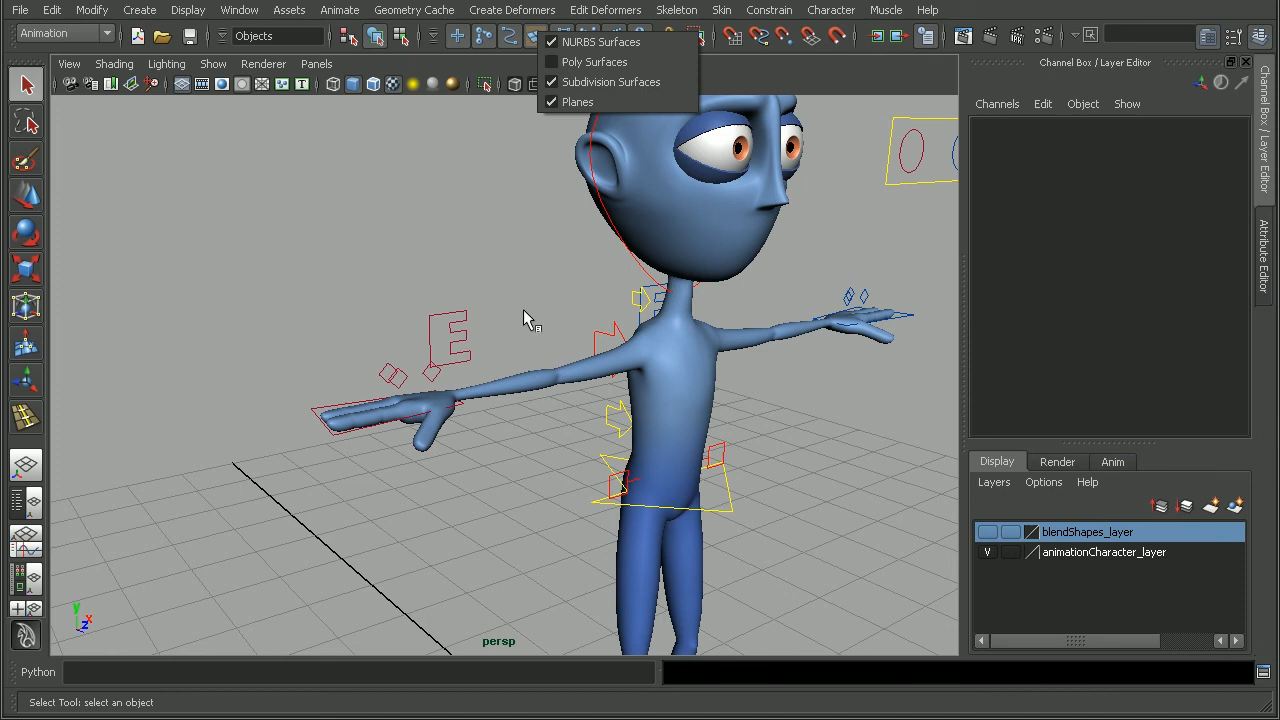 File Edit Modify Create Display Window Assets Animate Geometry Cache Create Deformers Edit Deformers Skeleton Skin Constrain Character Muscle Help
Animation Objects
NURBS Surfaces
Poly Surfaces
Subdivision Surfaces
Planes
View Shading Lighting Show Renderer Panels
Channel Box / Layer Editor
Channels Edit Object Show
Channel Box / Layer Editor
Attribute Editor
E
Display Render Anim
Layers Options Help
blendShapes_layer
V animationCharacter_layer
y
x
z
persp
Python
Select Tool: select an object